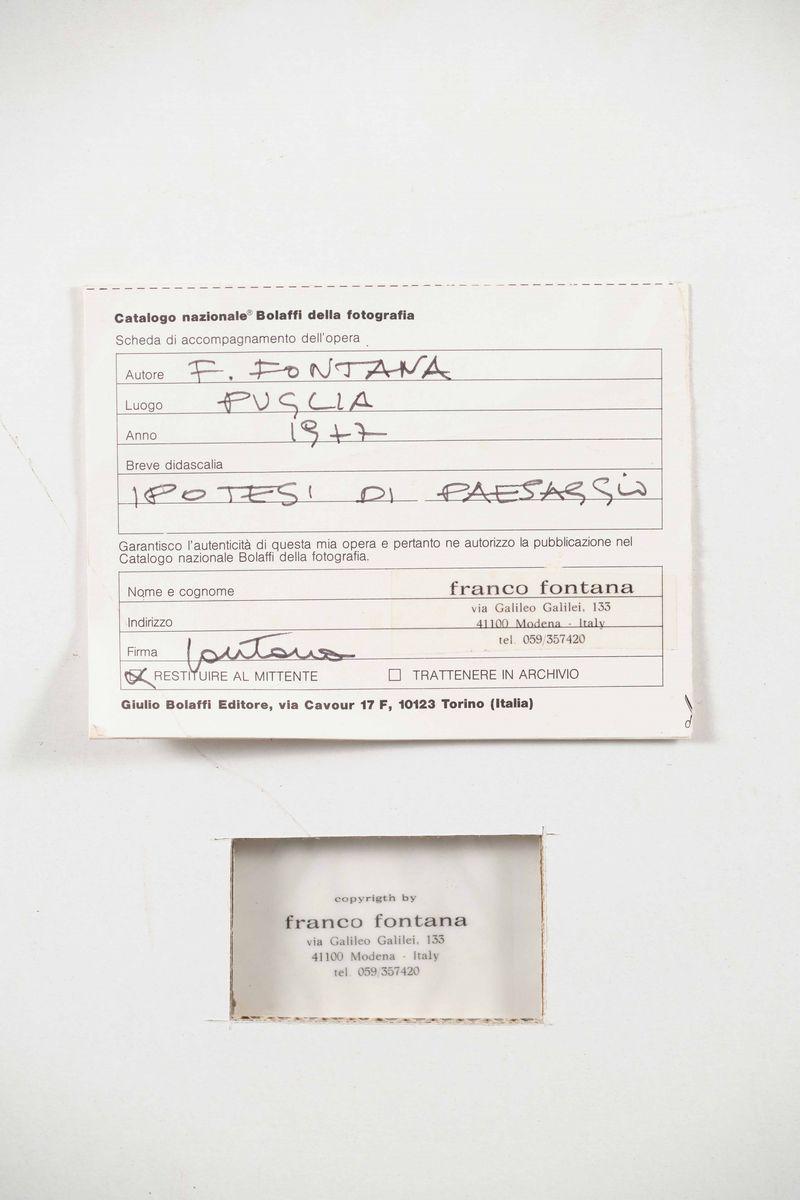 Catalogo nazionale® Bolaffi della fotografia
Scheda di accompagnamento dell'opera
Autore F. FONTANA
Luogo PUGLIA
Anno 1977
Breve didascalia
IPOTESI DI PAESAGGIO
Garantisco l'autenticità di questa mia opera e pertanto ne autorizzo la pubblicazione nel
Catalogo nazionale Bolaffi della fotografia.
Nome e cognome franco fontana
via Galileo Galilei, 133
Indirizzo 41100 Modena - Italy
tel. 059/357420
Firma Fontana
RESTITUIRE AL MITTENTE TRATTENERE IN ARCHIVIO
Giulio Bolaffi Editore, via Cavour 17 F, 10123 Torino (Italia)
copyrigth by
franco fontana
via Galileo Galilei, 133
41100 Modena - Italy
tel. 059/357420